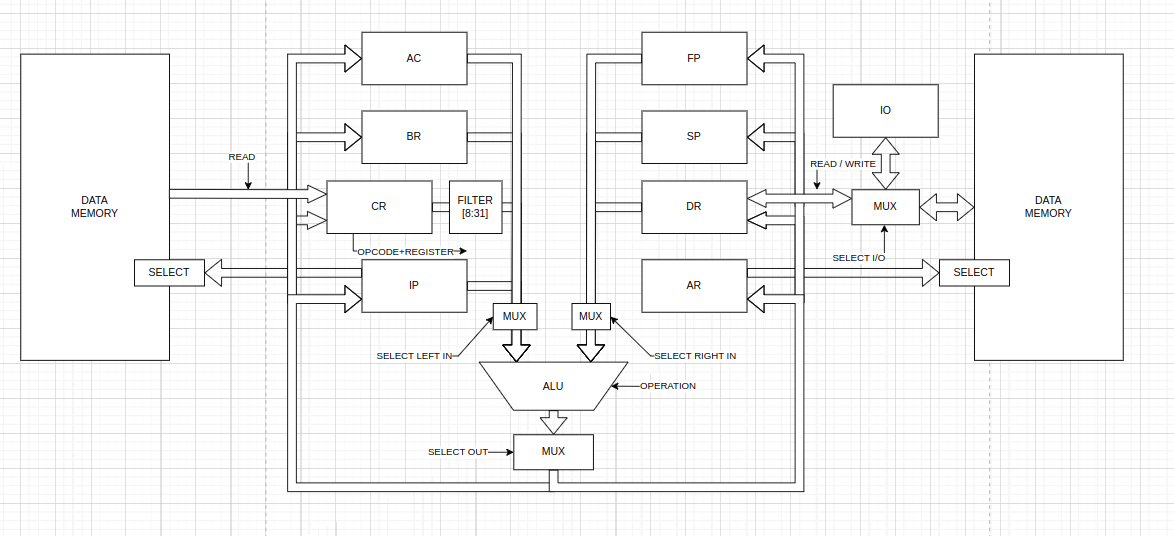 AC
FP
IO
BR
SP
READ
READ / WRITE
DATA
MEMORY
CR
FILTER
[8:31]
DR
MUX
DATA
MEMORY
OPCODE+REGISTER
SELECT I/O
SELECT
IP
AR
SELECT
MUX
MUX
SELECT LEFT IN
SELECT RIGHT IN
ALU
OPERATION
SELECT OUT
MUX